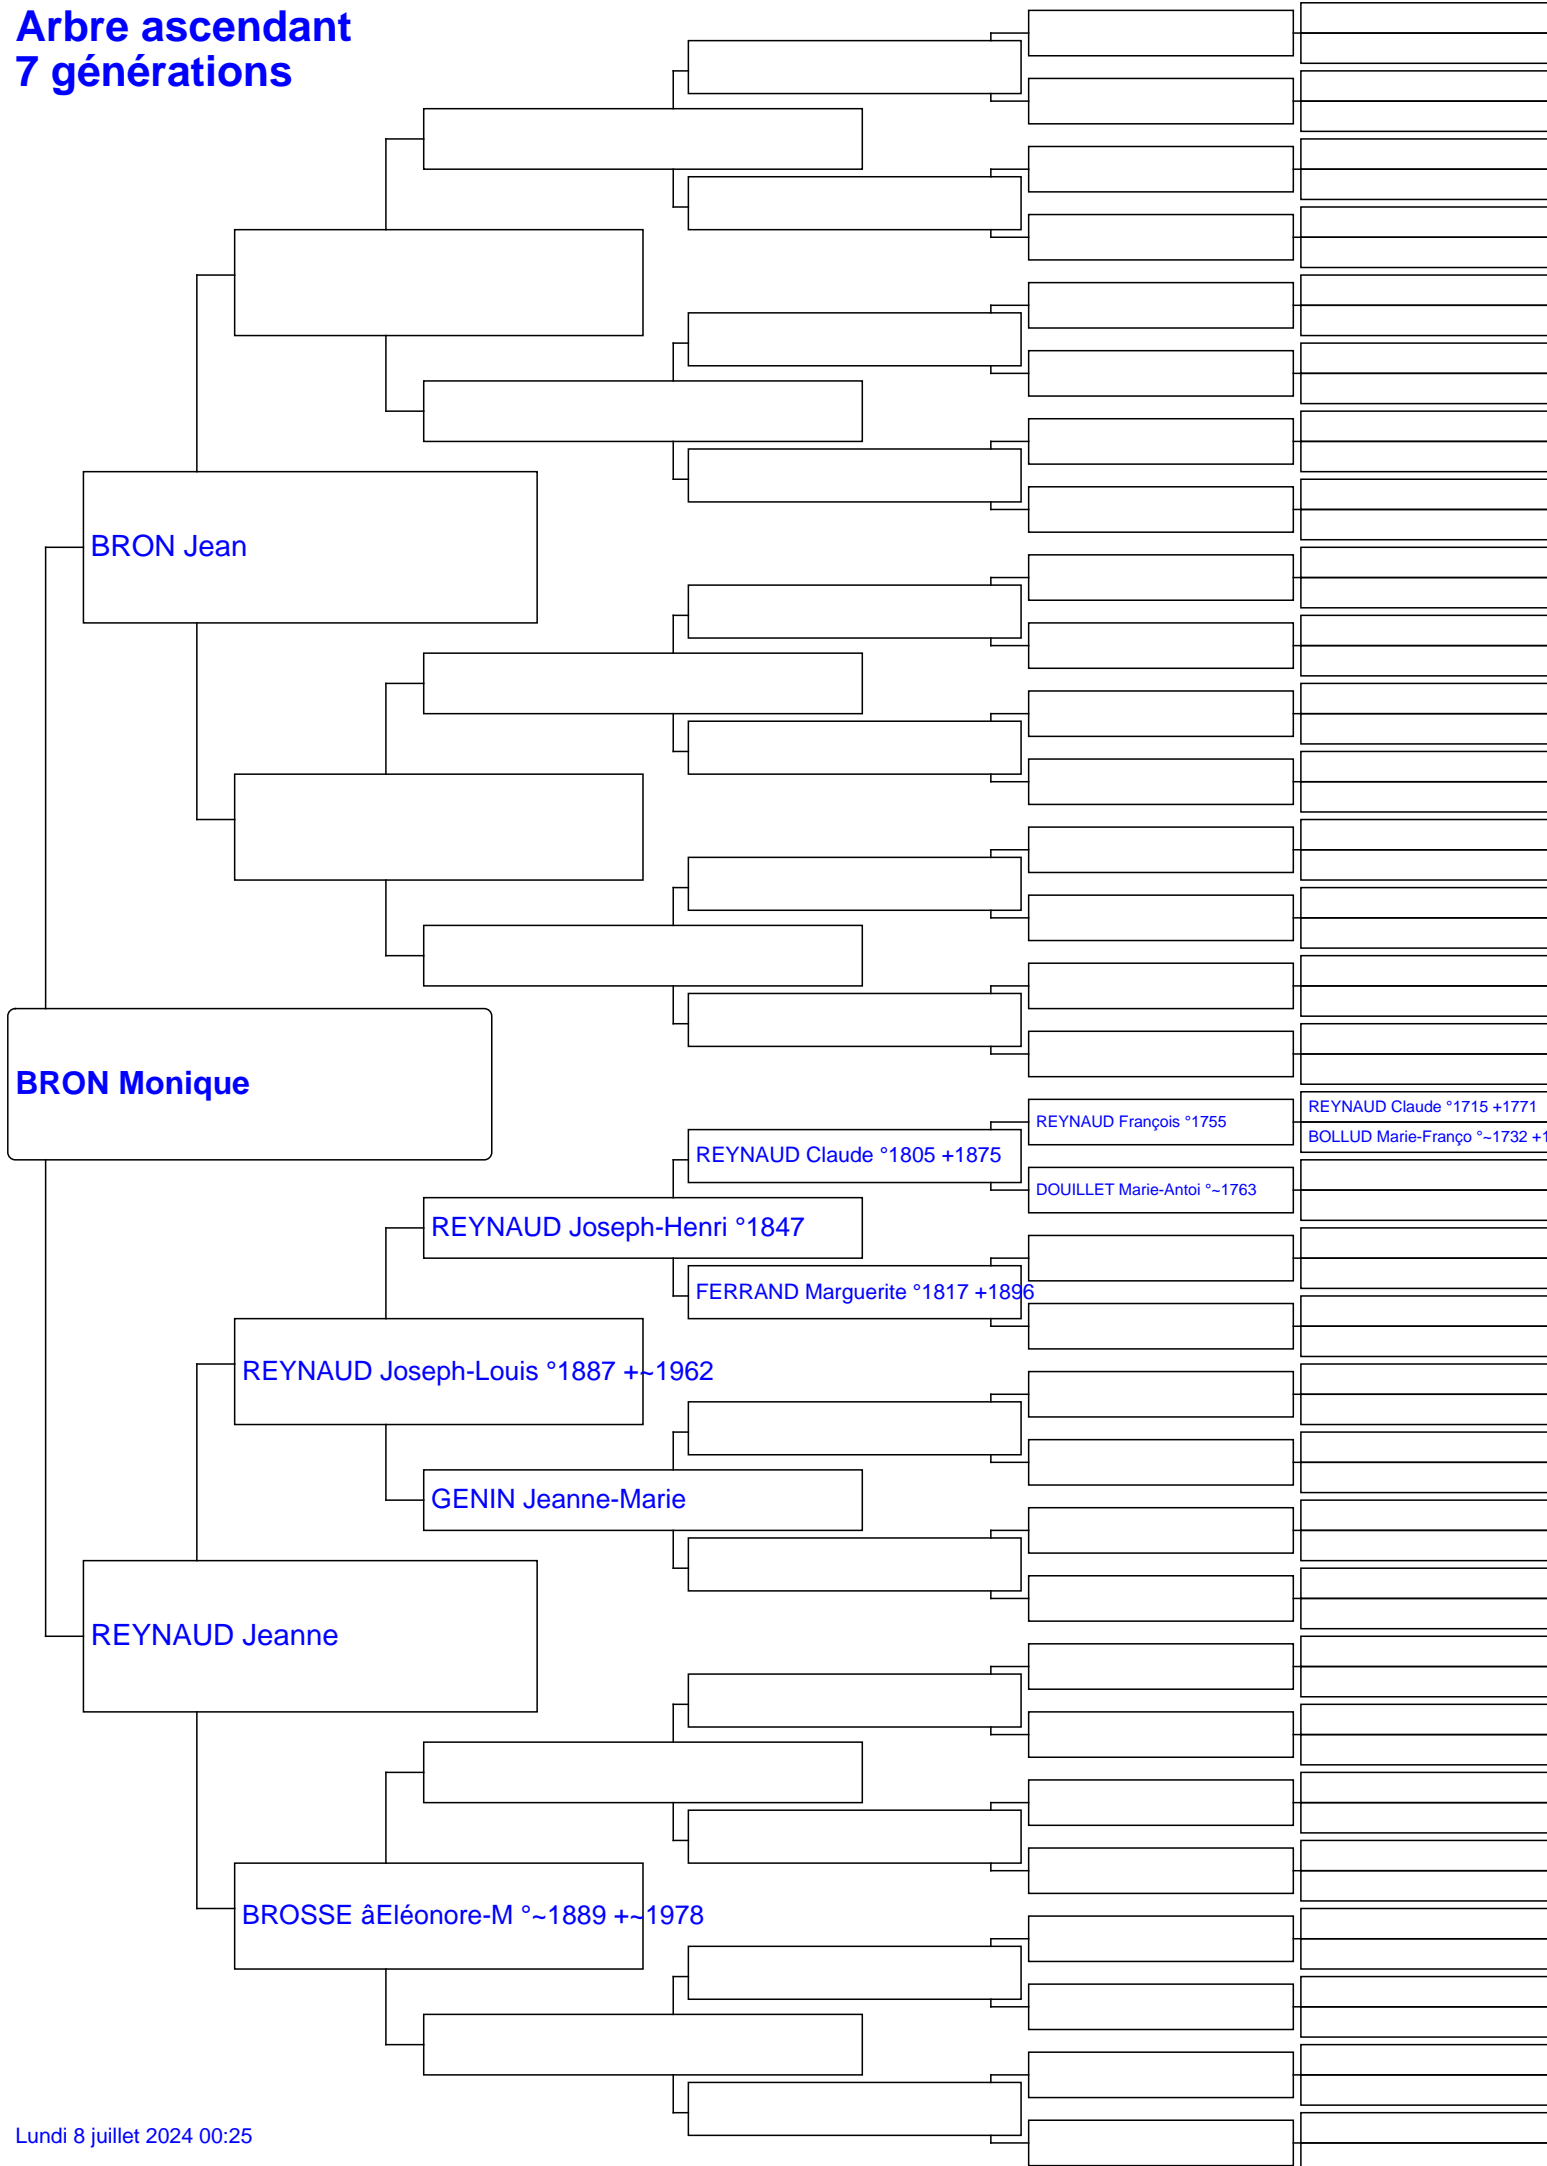 Arbre ascendant
7 générations
BRON Jean
BRON Monique
REYNAUD Claude °1715 +1771
REYNAUD François °1755
BOLLUD Marie-Franço °~1732 +1
REYNAUD Claude °1805 +1875
DOUILLET Marie-Antoi °~1763
REYNAUD Joseph-Henri °1847
FERRAND Marguerite °1817 +1896
REYNAUD Joseph-Louis °1887 +~1962
GENIN Jeanne-Marie
REYNAUD Jeanne
BROSSE âEléonore-M °~1889 +~1978
Lundi 8 juillet 2024 00:25